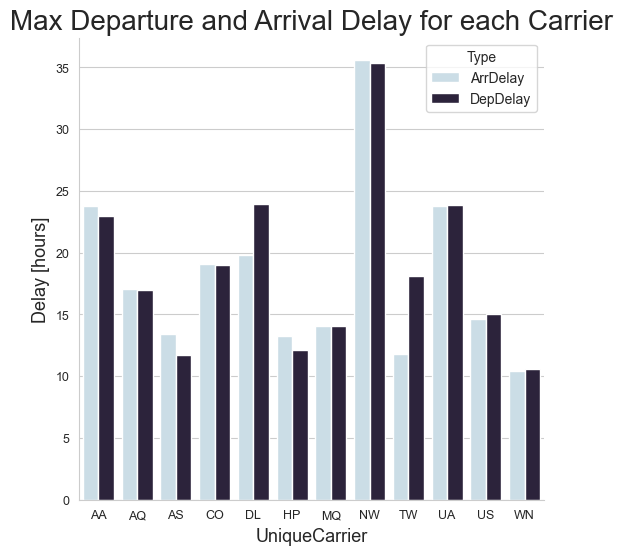 Max Departure and Arrival Delay for each Carrier
Type
ArrDelay
DepDelay
35
30
25
20
15
10
5
0
Delay [hours]
AA AQ AS CO DL HP MQ NW TW UA US WN
UniqueCarrier